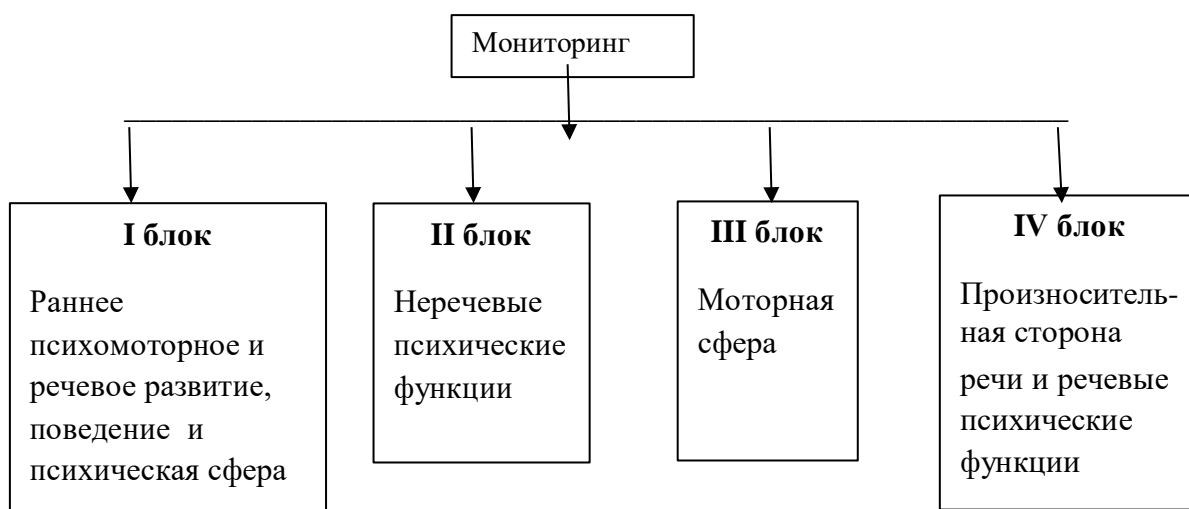 Мониторинг
I блок
Раннее
психомоторное и
речевое развитие,
поведение и
психическая сфера
II блок
Неречевые
психические
функции
III блок
Моторная
сфера
IV блок
Произноситель-
ная сторона
речи и речевые
психические
функции